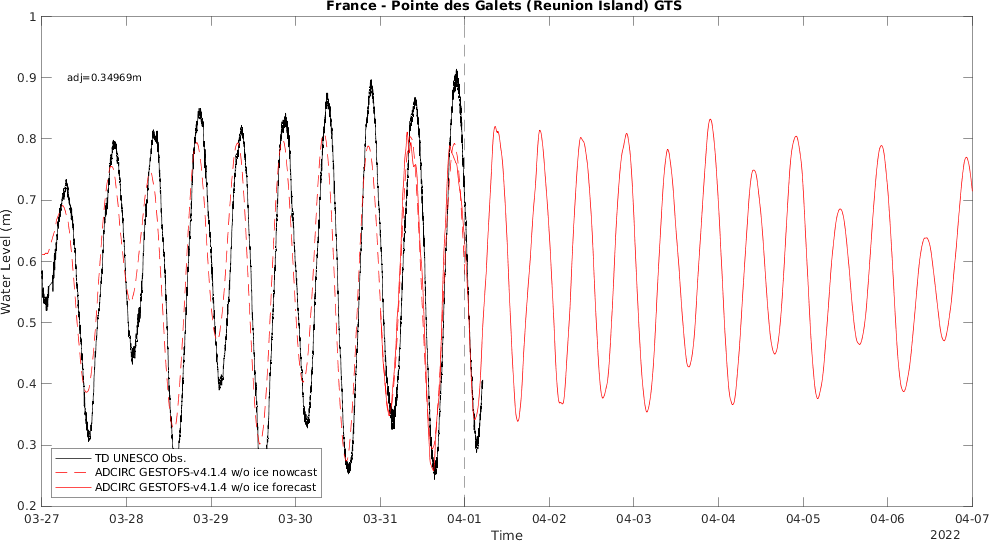 France - Pointe des Galets (Reunion Island) GTS
1
0.9
0.8
0.7
0.6
0.5
0.4
0.3
0.2
Water Level (m)
adj=0.34969m
TD UNESCO Obs.
ADCIRC GESTOFS-v4.1.4 w/o ice nowcast
ADCIRC GESTOFS-v4.1.4 w/o ice forecast
03-27 03-28 03-29 03-30 03-31 04-01 04-02 04-03 04-04 04-05 04-06 04-07
Time
2022